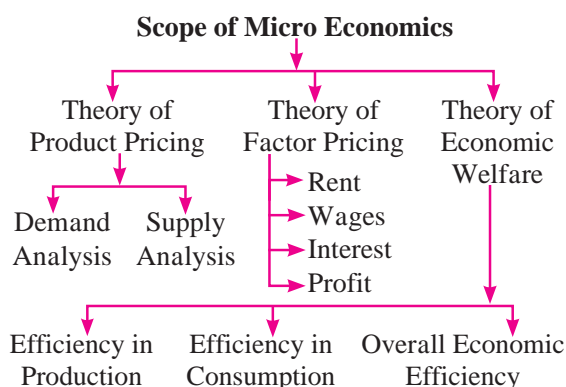 Scope of Micro Economics
Theory of
Product Pricing
Theory of
Factor Pricing
Theory of
Economic
Welfare
Demand
Analysis
Supply
Analysis
Rent
Wages
Interest
Profit
Efficiency in
Production
Efficiency in
Consumption
Overall Economic
Efficiency